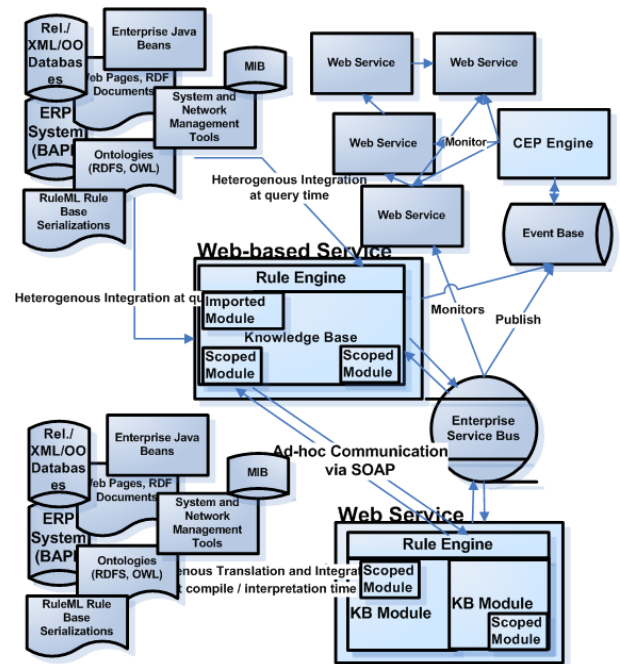 Rel./
XML/OO
Databas
es
Enterprise Java
Beans
MIB
Web Pages, RDF
Documents
System and
Network
Management
Tools
ERP
System
(BAPI
Ontologies
(RDFS, OWL)
RuleML Rule
Base
Serializations
Web Service
Web Service
Web Service
Monitor
CEP Engine
Web Service
Event Base
Heterogenous Integration
at query time
Web-based Service
Rule Engine
Heterogenous Integration at qu
Imported
Module
Knowledge Base
Scoped
Module
Scoped
Module
Monitors
Publish
Enterprise
Service Bus
Ad-hoc Communication
via SOAP
Rel./
XML/OO
Databas
es
Enterprise Java
Beans
MIB
Web Pages, RDF
Documents
System and
Network
Management
Tools
ERP
System
(BAPI
Ontologies
(RDFS, OWL)
RuleML Rule
Base
Serializations
enous Translation and Integrat
t compile / interpretation time
Web Service
Rule Engine
Scoped
Module
KB Module
KB Module
Scoped
Module